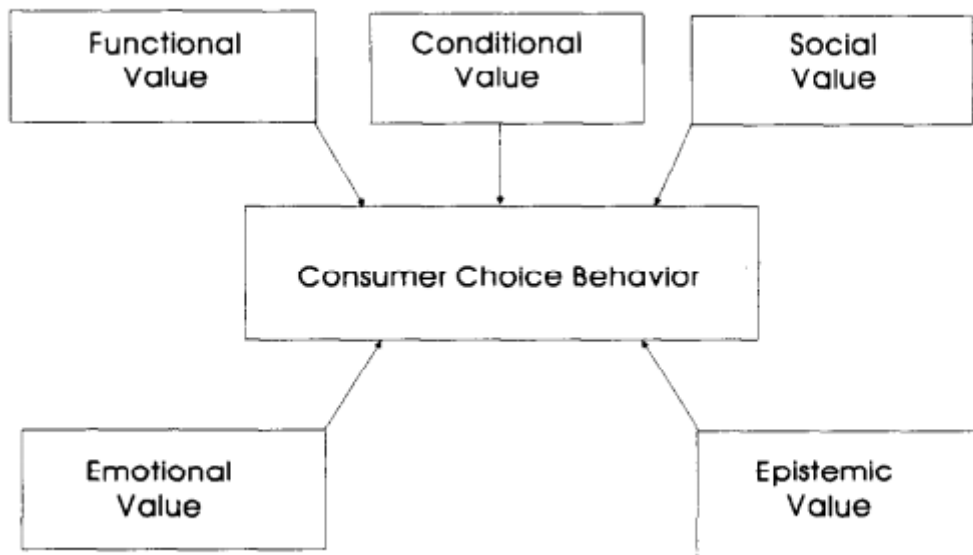 Functional
Value
Conditional
Value
Social
Value
Consumer Choice Behavior
Emotional
Value
Epistemic
Value